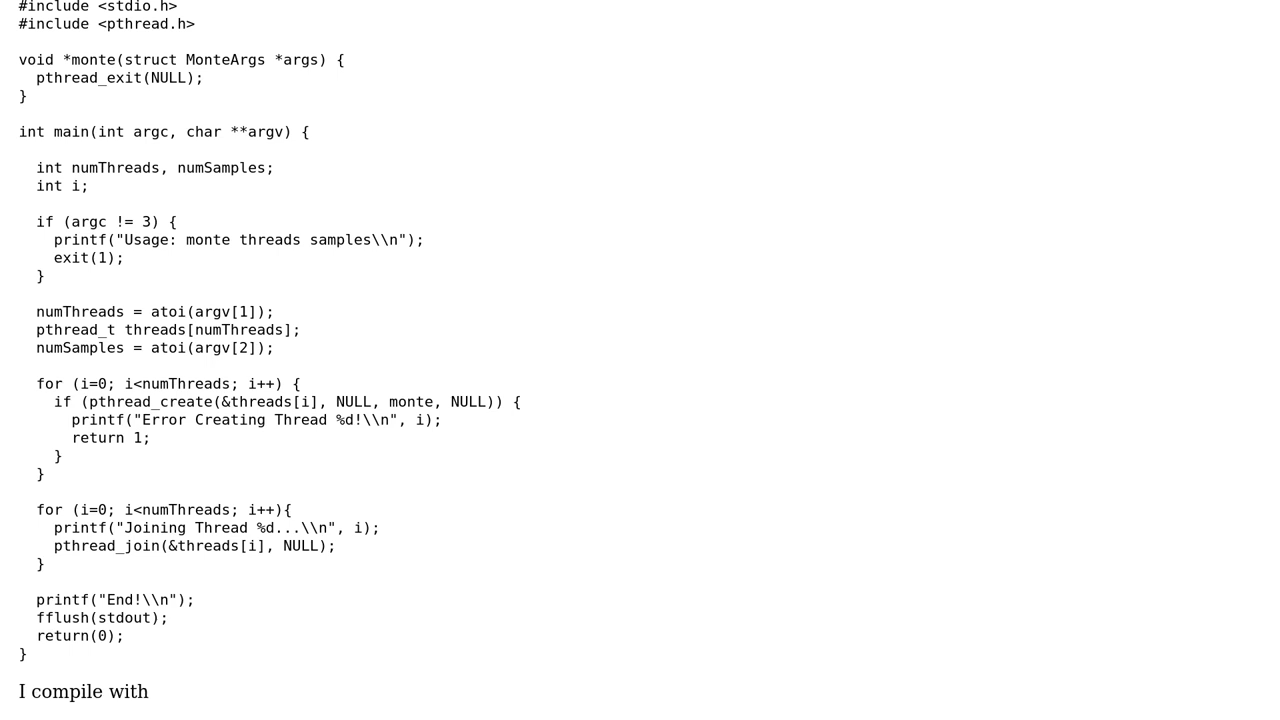 #include <stdio.h>
#include <pthread.h>

void *monte(struct MonteArgs *args) {
  pthread_exit(NULL);
}

int main(int argc, char **argv) {

  int numThreads, numSamples;
  int i;

  if (argc != 3) {
    printf("Usage: monte threads samples\\n");
    exit(1);
  }

  numThreads = atoi(argv[1]);
  pthread_t threads[numThreads];
  numSamples = atoi(argv[2]);

  for (i=0; i<numThreads; i++) {
    if (pthread_create(&threads[i], NULL, monte, NULL)) {
      printf("Error Creating Thread %d!\\n", i);
      return 1;
    }
  }

  for (i=0; i<numThreads; i++){
    printf("Joining Thread %d...\\n", i);
    pthread_join(&threads[i], NULL);
  }

  printf("End!\\n");
  fflush(stdout);
  return(0);
}

I compile with